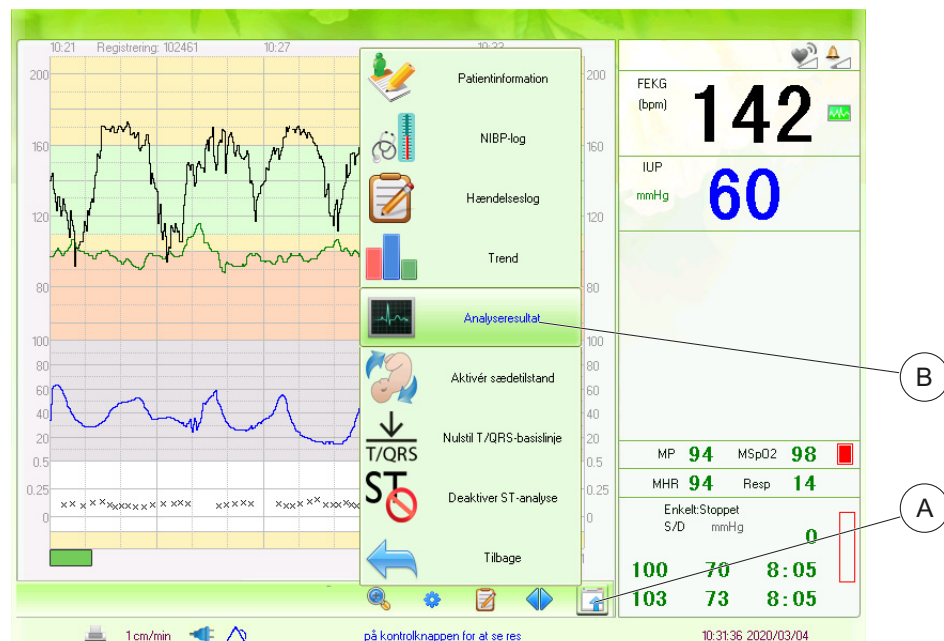 10:21 Registrering: 102461 10:27 10:33
200 200
160 160
120 120
80 80
100 100
80 80
60 60
40 40
20 20
0.5 0.5
0.25 0.25
0 0
Patientinformation
NIBP-log
Hændelseslog
Trend
Analyseresultat
Aktivér sædetilstand
T/QRS Nulstil T/QRS-basislinje
ST Deaktiver ST-analyse
Tilbage
FEKG
(bpm) 142
IUP
mmHg 60
MP 94 MSpO2 98
MHR 94 Resp 14
Enkelt:Stoppet
S/D mmHg
0
100 70 8:05
103 73 8:05
1 cm/min på kontrolknappen for at se res 10:31:36 2020/03/04
B
A